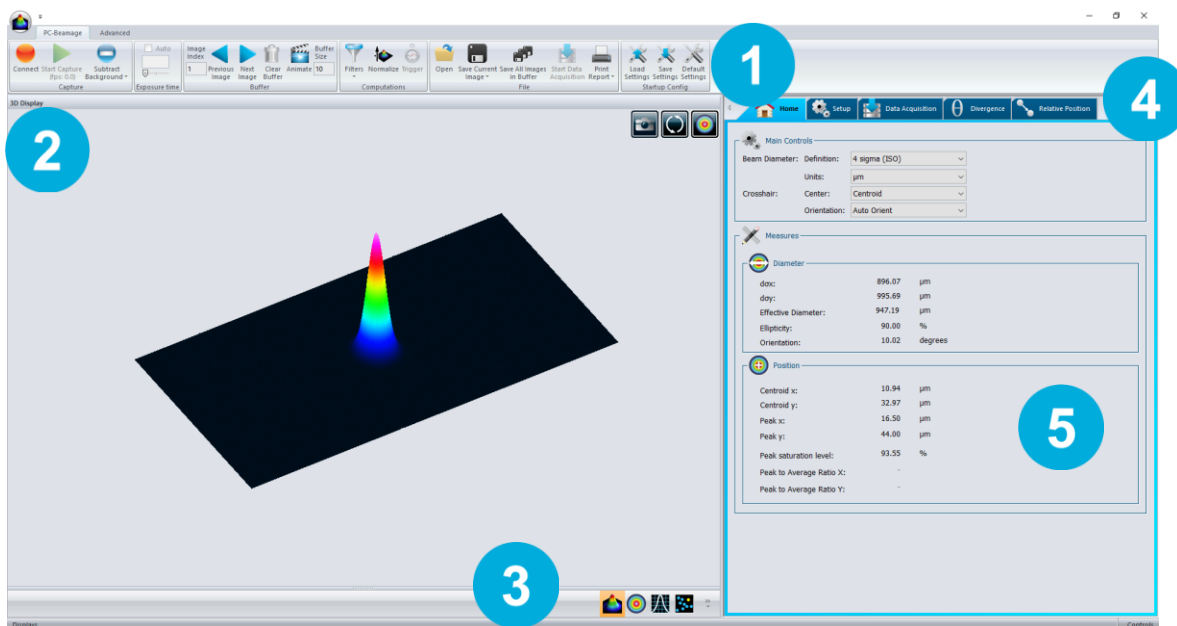 PC-Beamage Advanced
Connect Start Capture (fps: 0.0) Subtract Background
Capture
Auto
Exposure time
Image Index 1 Previous Image Next Image Clear Buffer Animate Buffer Size 10
Buffer
Filters Normalize Trigger
Computations
Open Save Current Image Save All Images in Buffer Start Data Acquisition Print Report
File
Load Settings Save Settings Default Settings
Startup Config
1
3D Display
2
Home Setup Data Acquisition Divergence Relative Position
4
Main Controls
Beam Diameter: Definition: 4 sigma (ISO)
Units: µm
Crosshair: Center: Centroid
Orientation: Auto Orient
Measures
Diameter
dσx: 896.07 µm
dσy: 995.69 µm
Effective Diameter: 947.19 µm
Ellipticity: 90.00 %
Orientation: 10.02 degrees
Position
Centroid x: 10.94 µm
Centroid y: 32.97 µm
Peak x: 16.50 µm
Peak y: 44.00 µm
Peak saturation level: 93.55 %
Peak to Average Ratio X: -
Peak to Average Ratio Y: -
5
3
Displays
Controls